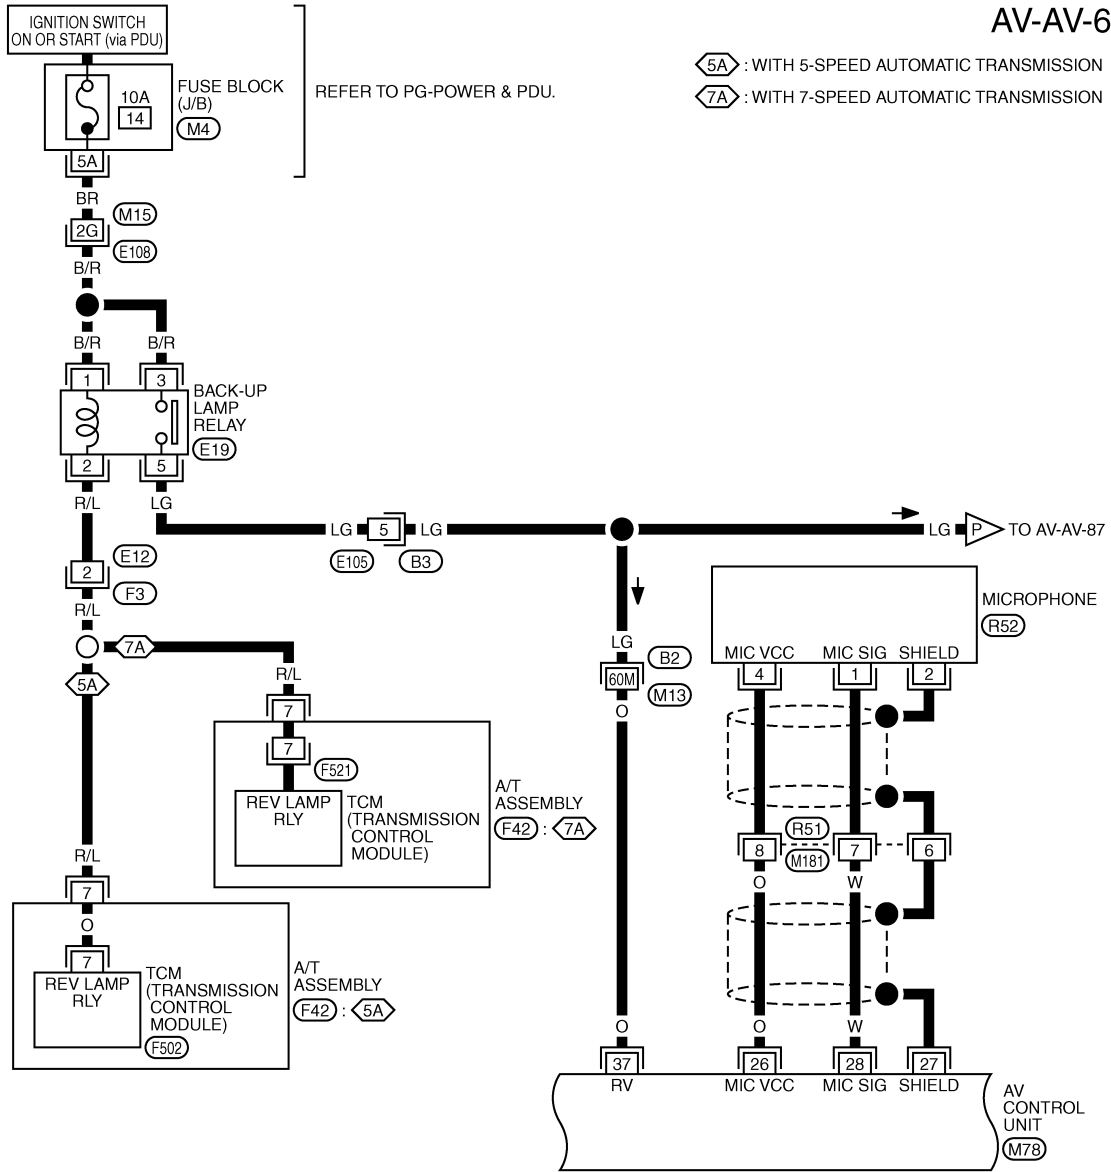 AV-AV-6
IGNITION SWITCH
ON OR START (via PDU)
5A : WITH 5-SPEED AUTOMATIC TRANSMISSION
7A : WITH 7-SPEED AUTOMATIC TRANSMISSION
10A
14
FUSE BLOCK
(J/B)
M4
REFER TO PG-POWER & PDU.
5A
BR
M15
2G
E108
B/R
B/R
B/R
1
3
BACK-UP
LAMP
RELAY
E19
2
5
R/L
LG
LG
5
LG
E105
B3
LG
P
TO AV-AV-87
E12
2
F3
R/L
7A
5A
R/L
7
7
F521
REV LAMP
RLY
TCM
(TRANSMISSION
CONTROL
MODULE)
A/T
ASSEMBLY
F42 : 7A
LG
B2
60M
M13
O
MICROPHONE
R52
MIC VCC
MIC SIG
SHIELD
4
1
2
R51
M181
8
7
6
O
W
R/L
7
O
7
REV LAMP
RLY
TCM
(TRANSMISSION
CONTROL
MODULE)
F502
A/T
ASSEMBLY
F42 : 5A
O
O
W
37
26
28
27
RV
MIC VCC
MIC SIG
SHIELD
AV
CONTROL
UNIT
M78